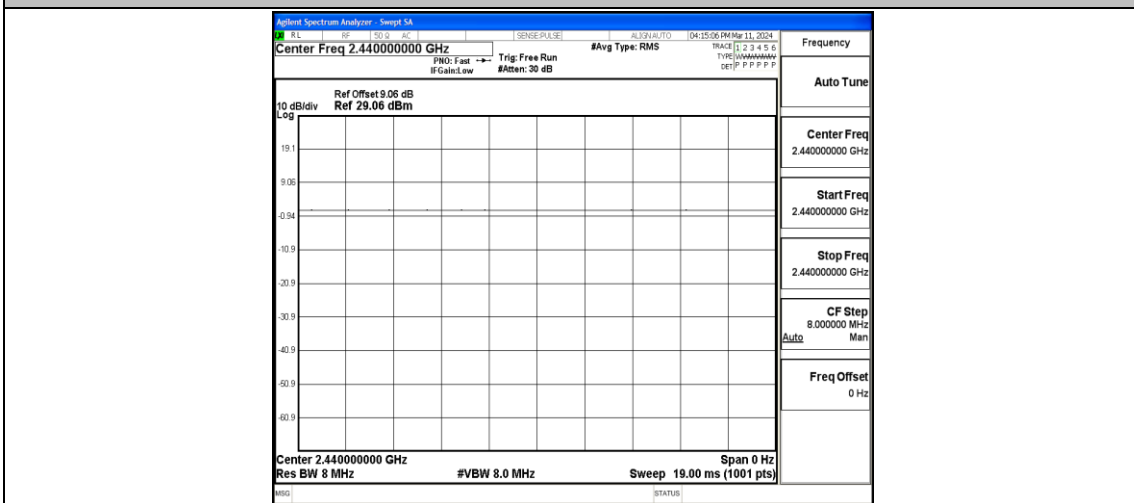 Agilent Spectrum Analyzer - Swept SA
RL RF 50 Ω AC SENSE:PULSE ALIGN AUTO 04:15:06 PM Mar 11, 2024
Center Freq 2.440000000 GHz #Avg Type: RMS TRACE 1 2 3 4 5 6
PNO: Fast Trig: Free Run TYPE
IFGain:Low #Atten: 30 dB DET P P P P P P
Ref Offset 9.06 dB
10 dB/div Ref 29.06 dBm
Log
19.1
9.06
-0.94
-10.9
-20.9
-30.9
-40.9
-50.9
-60.9
Center 2.440000000 GHz Span 0 Hz
Res BW 8 MHz #VBW 8.0 MHz Sweep 19.00 ms (1001 pts)
MSG STATUS
Frequency
Auto Tune
Center Freq
2.440000000 GHz
Start Freq
2.440000000 GHz
Stop Freq
2.440000000 GHz
CF Step
8.000000 MHz
Auto Man
Freq Offset
0 Hz